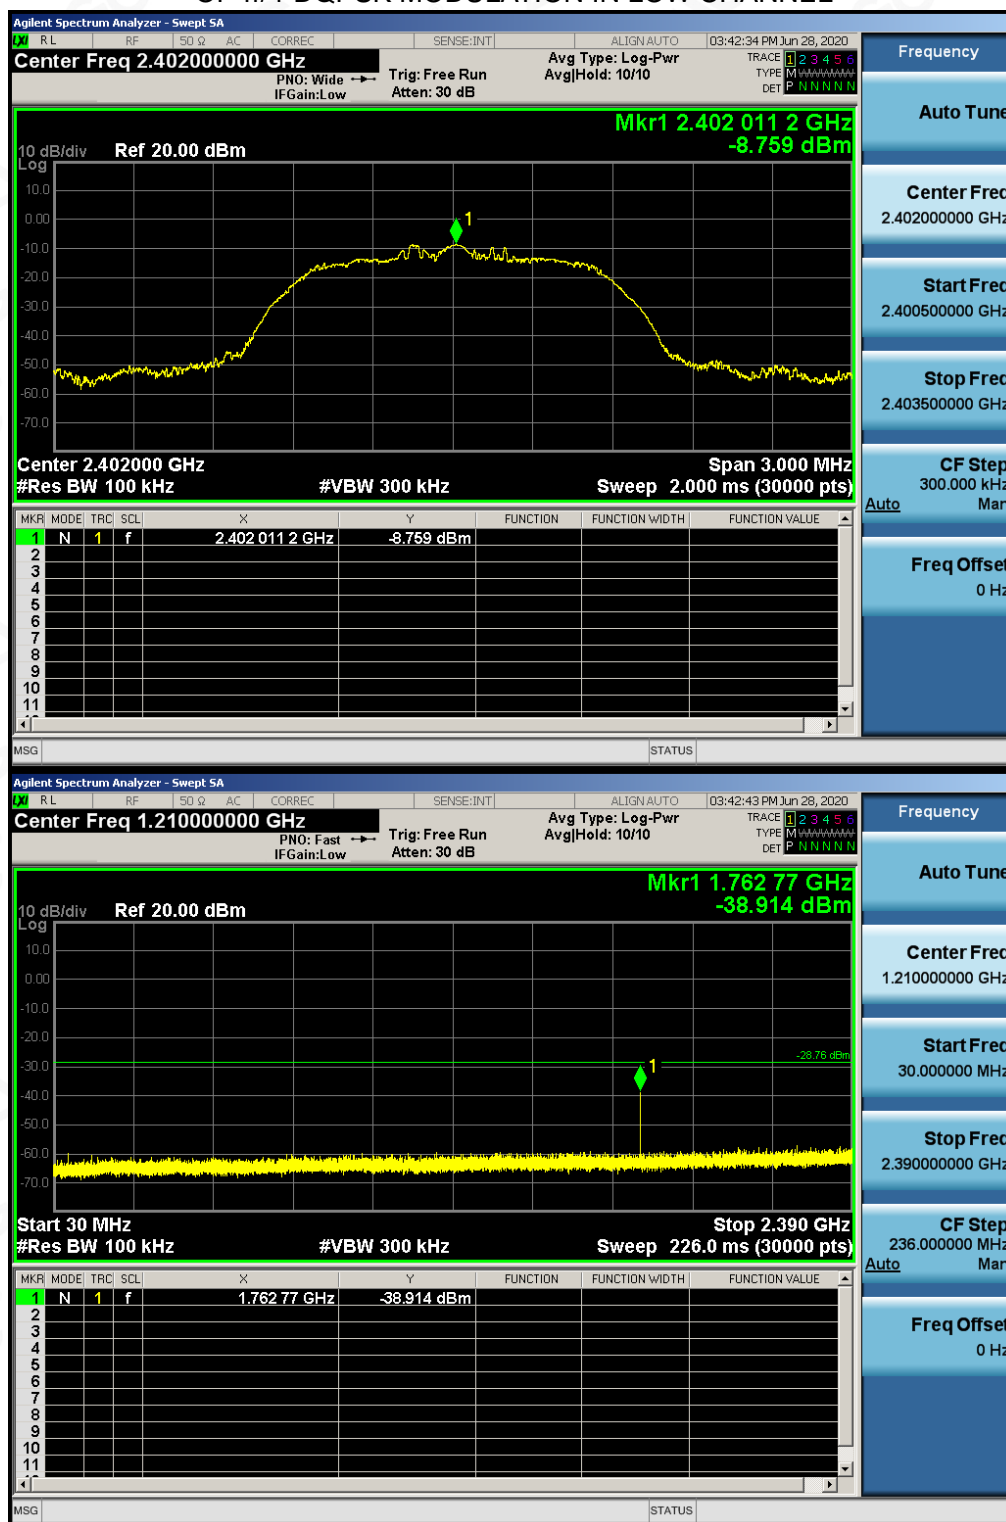 OF π/4-DQPSK MODULATION IN LOW CHANNEL
Agilent Spectrum Analyzer - Swept SA
LXI RL RF 50 Ω AC CORREC SENSE:INT ALIGN AUTO 03:42:34 PM Jun 28, 2020
Center Freq 2.402000000 GHz
PNO: Wide
IFGain:Low
Trig: Free Run
Atten: 30 dB
Avg Type: Log-Pwr
Avg|Hold: 10/10
TRACE 1 2 3 4 5 6
TYPE M
DET P N N N N N
Mkr1 2.402 011 2 GHz
-8.759 dBm
10 dB/div Ref 20.00 dBm
Log
10.0
0.00
-10.0
-20.0
-30.0
-40.0
-50.0
-60.0
-70.0
1
Center 2.402000 GHz Span 3.000 MHz
#Res BW 100 kHz #VBW 300 kHz Sweep 2.000 ms (30000 pts)
MKR MODE TRC SCL X Y FUNCTION FUNCTION WIDTH FUNCTION VALUE
1 N 1 f 2.402 011 2 GHz -8.759 dBm
2
3
4
5
6
7
8
9
10
11
MSG STATUS
Frequency
Auto Tune
Center Freq
2.402000000 GHz
Start Freq
2.400500000 GHz
Stop Freq
2.403500000 GHz
CF Step
300.000 kHz
Auto Man
Freq Offset
0 Hz
Agilent Spectrum Analyzer - Swept SA
LXI RL RF 50 Ω AC CORREC SENSE:INT ALIGN AUTO 03:42:43 PM Jun 28, 2020
Center Freq 1.210000000 GHz
PNO: Fast
IFGain:Low
Trig: Free Run
Atten: 30 dB
Avg Type: Log-Pwr
Avg|Hold: 10/10
TRACE 1 2 3 4 5 6
TYPE M
DET P N N N N N
Mkr1 1.762 77 GHz
-38.914 dBm
10 dB/div Ref 20.00 dBm
Log
10.0
0.00
-10.0
-20.0
-30.0
-40.0
-50.0
-60.0
-70.0
-28.76 dBm
1
Start 30 MHz Stop 2.390 GHz
#Res BW 100 kHz #VBW 300 kHz Sweep 226.0 ms (30000 pts)
MKR MODE TRC SCL X Y FUNCTION FUNCTION WIDTH FUNCTION VALUE
1 N 1 f 1.762 77 GHz -38.914 dBm
2
3
4
5
6
7
8
9
10
11
MSG STATUS
Frequency
Auto Tune
Center Freq
1.210000000 GHz
Start Freq
30.000000 MHz
Stop Freq
2.390000000 GHz
CF Step
236.000000 MHz
Auto Man
Freq Offset
0 Hz